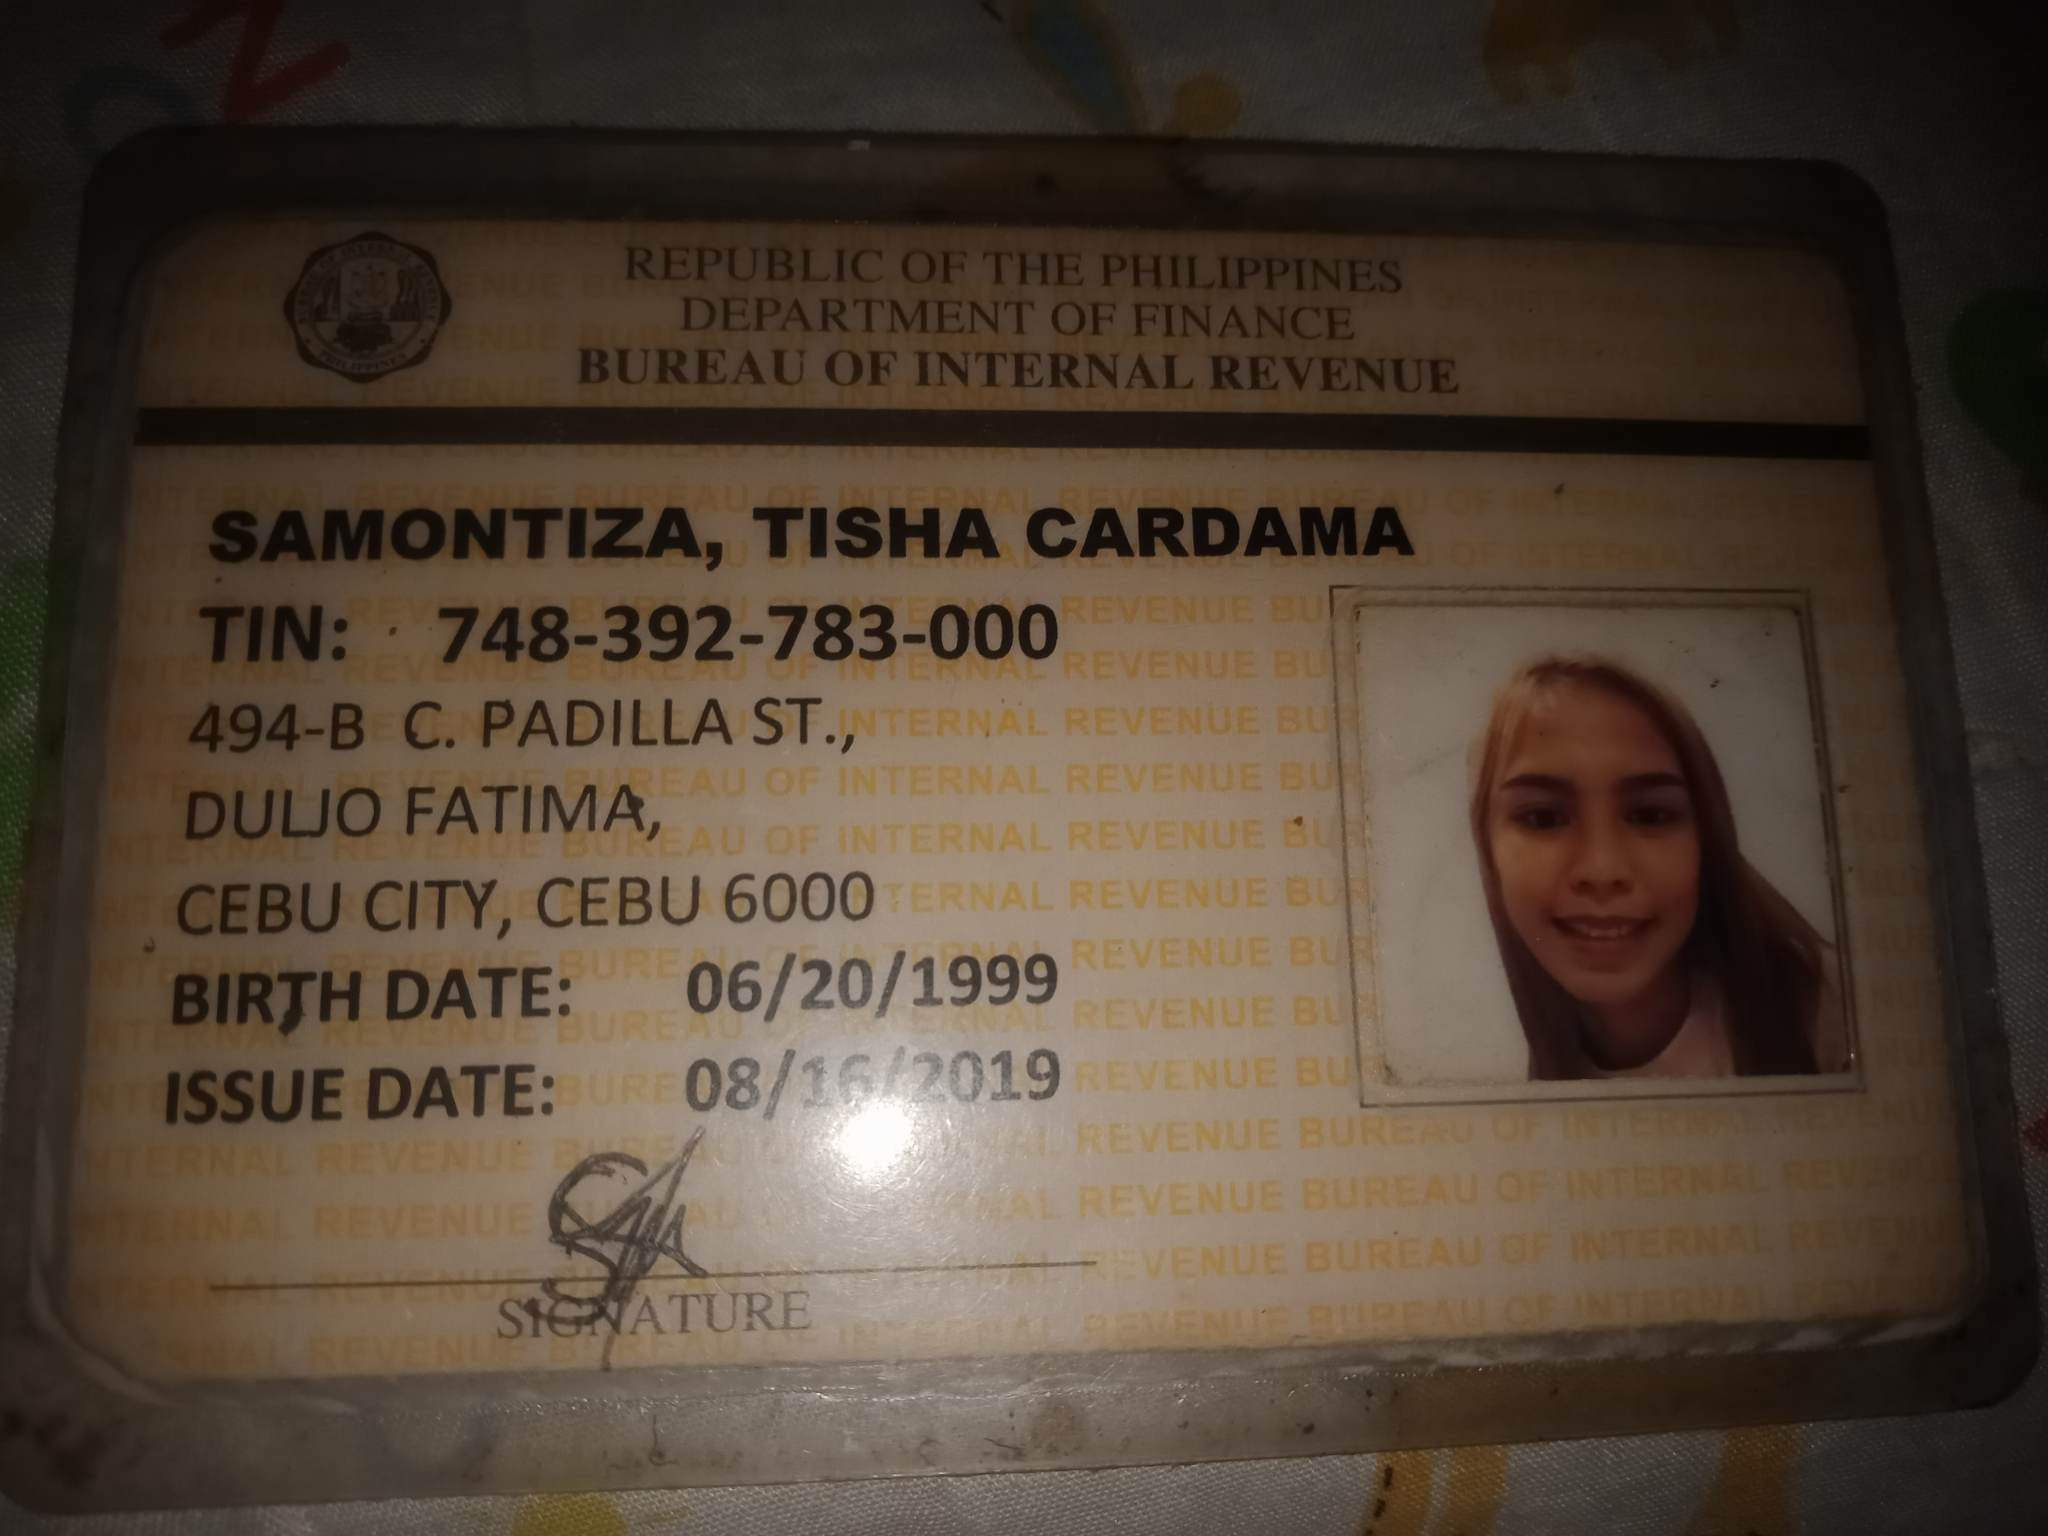 REPUBLIC OF THE PHILIPPINES
DEPARTMENT OF FINANCE
BUREAU OF INTERNAL REVENUE
SAMONTIZA, TISHA CARDAMA
TIN: 748-392-783-000
494-B C. PADILLA ST.,
DULJO FATIMA,
CEBU CITY, CEBU 6000
BIRTH DATE: 06/20/1999
ISSUE DATE: 08/16/2019
SIGNATURE